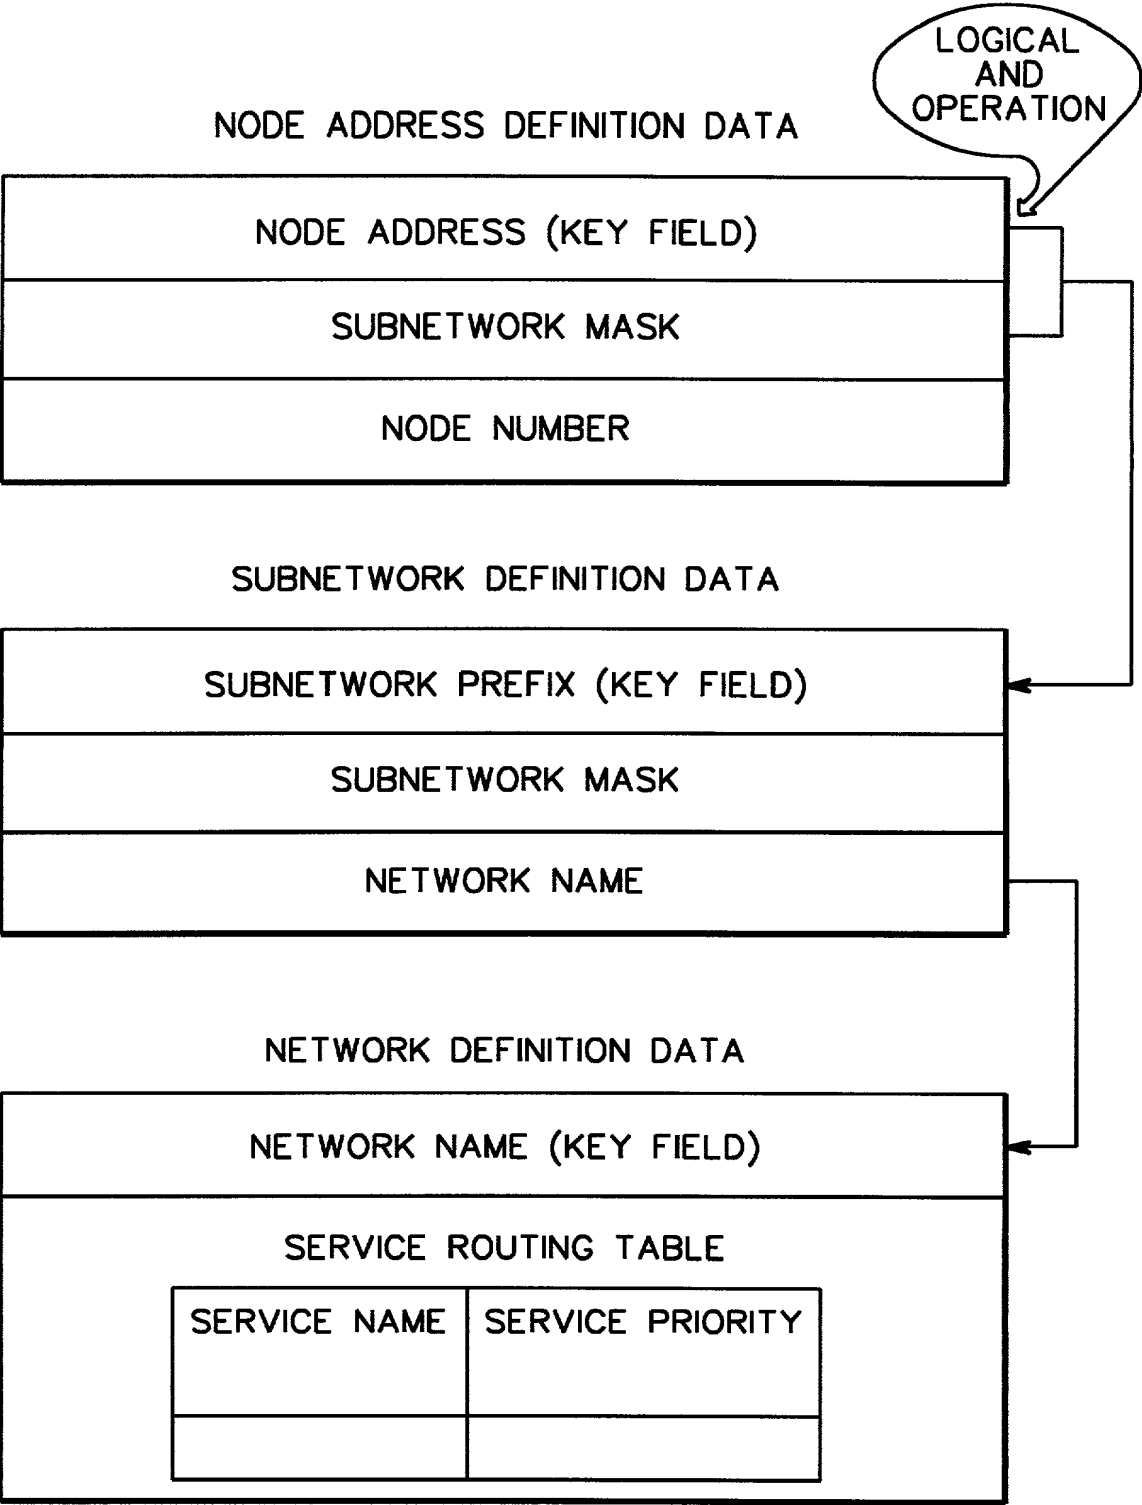 LOGICAL
AND
OPERATION
NODE ADDRESS DEFINITION DATA
NODE ADDRESS (KEY FIELD)
SUBNETWORK MASK
NODE NUMBER
SUBNETWORK DEFINITION DATA
SUBNETWORK PREFIX (KEY FIELD)
SUBNETWORK MASK
NETWORK NAME
NETWORK DEFINITION DATA
NETWORK NAME (KEY FIELD)
SERVICE ROUTING TABLE
SERVICE NAME SERVICE PRIORITY